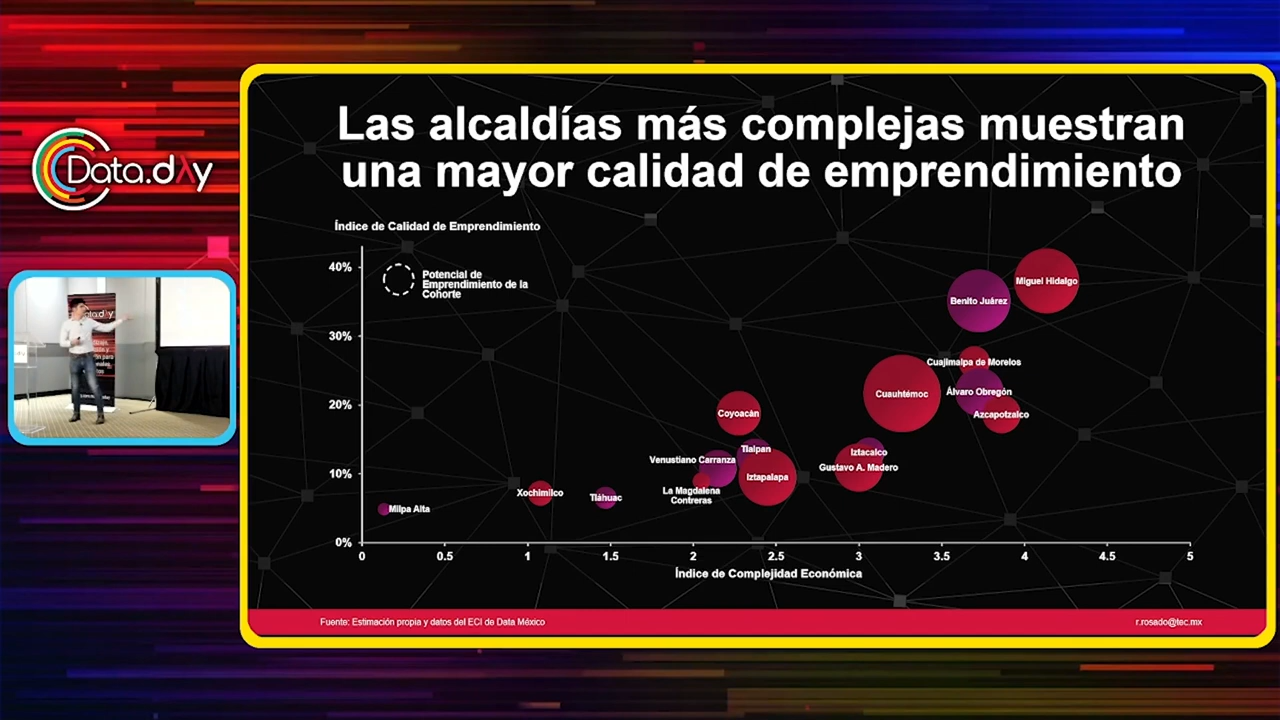 Las alcaldías más complejas muestran
una mayor calidad de emprendimiento
Data.dAy
Índice de Calidad de Emprendimiento
Potencial de
Emprendimiento de la
Cohorte
40%
30%
20%
10%
0%
Miguel Hidalgo
Benito Juárez
Cuajimalpa de Morelos
Cuauhtémoc
Álvaro Obregón
Azcapotzalco
Coyoacán
Tlalpan
Iztacalco
Venustiano Carranza
Gustavo A. Madero
Iztapalapa
La Magdalena
Contreras
Xochimilco
Tláhuac
Milpa Alta
0 0.5 1 1.5 2 2.5 3 3.5 4 4.5 5
Índice de Complejidad Económica
Fuente: Estimación propia y datos del ECI de Data México
r.rosado@tec.mx